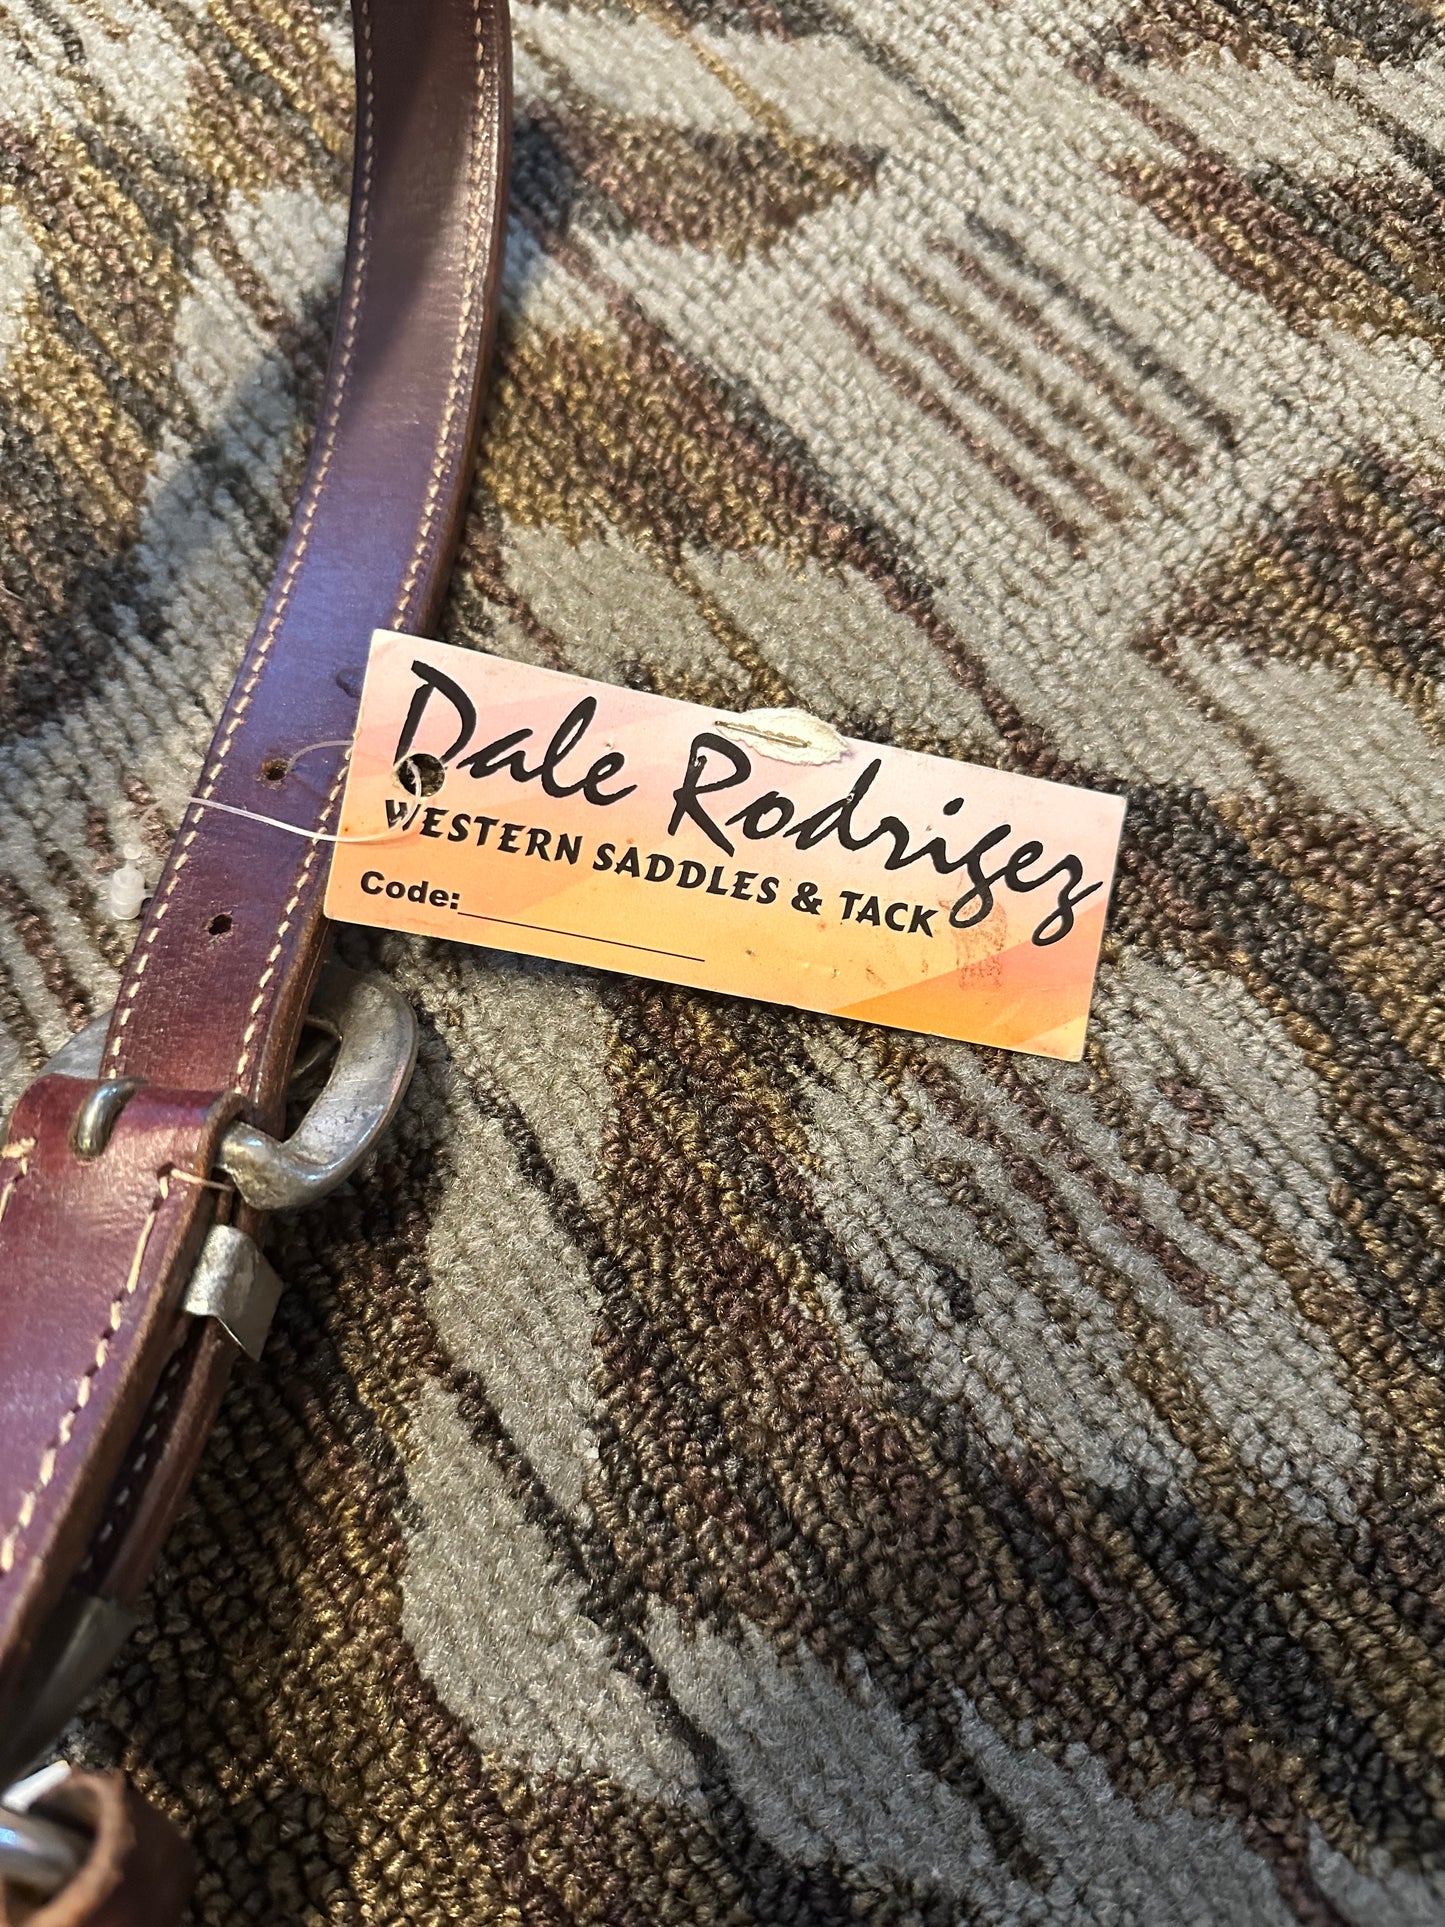 Dale Rodrigez
WESTERN SADDLES & TACK
Code: